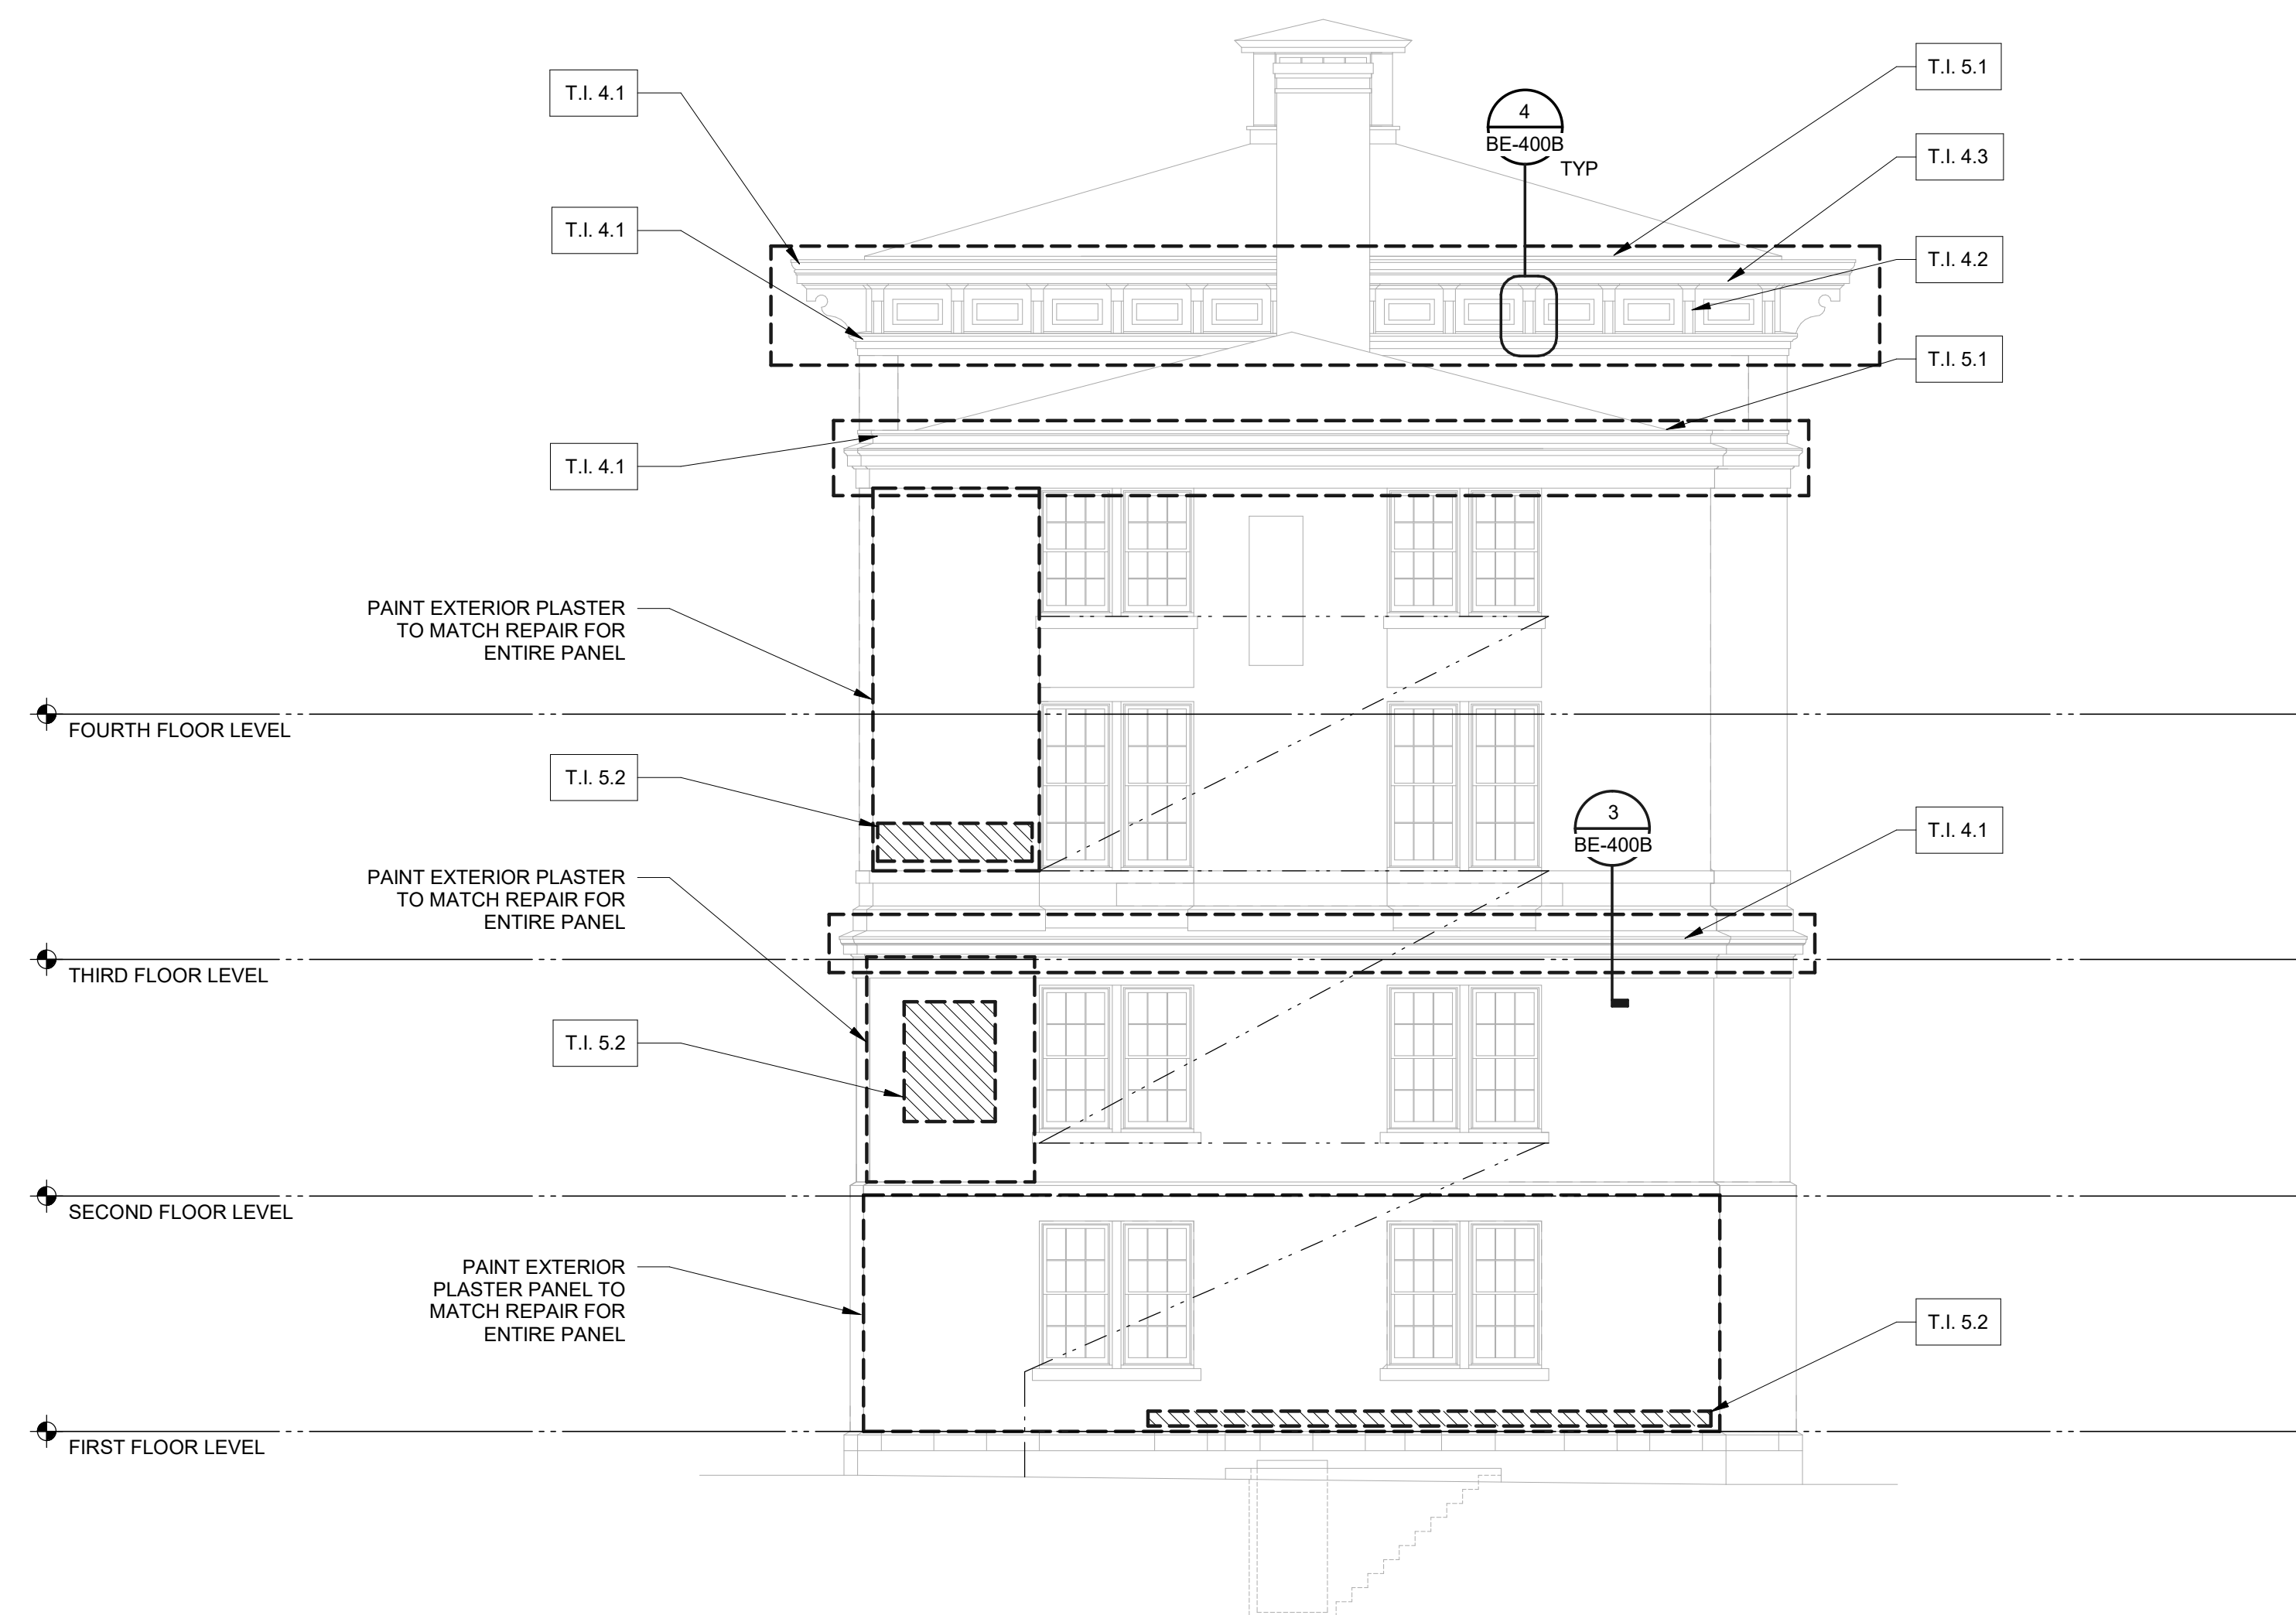 T.I. 5.1
T.I. 4.1
4
BE-400B
TYP
T.I. 4.3
T.I. 4.1
T.I. 4.2
T.I. 5.1
T.I. 4.1
PAINT EXTERIOR PLASTER
TO MATCH REPAIR FOR
ENTIRE PANEL
FOURTH FLOOR LEVEL
T.I. 5.2
3
BE-400B
T.I. 4.1
PAINT EXTERIOR PLASTER
TO MATCH REPAIR FOR
ENTIRE PANEL
THIRD FLOOR LEVEL
T.I. 5.2
SECOND FLOOR LEVEL
PAINT EXTERIOR
PLASTER PANEL TO
MATCH REPAIR FOR
ENTIRE PANEL
T.I. 5.2
FIRST FLOOR LEVEL